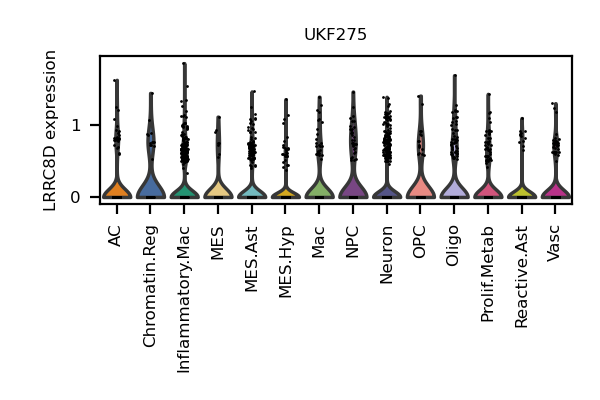 UKF275
LRRC8D expression
1
0
AC
Chromatin.Reg
Inflammatory.Mac
MES
MES.Ast
MES.Hyp
Mac
NPC
Neuron
OPC
Oligo
Prolif.Metab
Reactive.Ast
Vasc